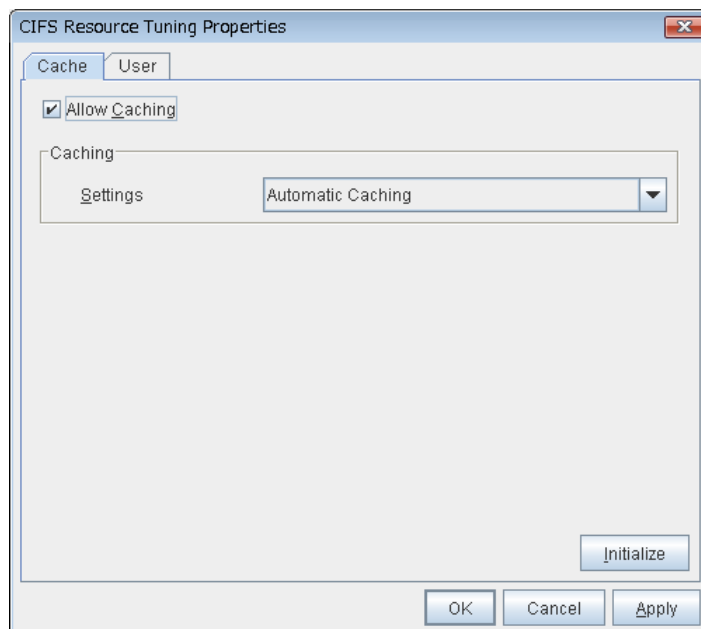 CIFS Resource Tuning Properties
Cache User
Allow Caching
Caching
Settings Automatic Caching
Initialize
OK Cancel Apply